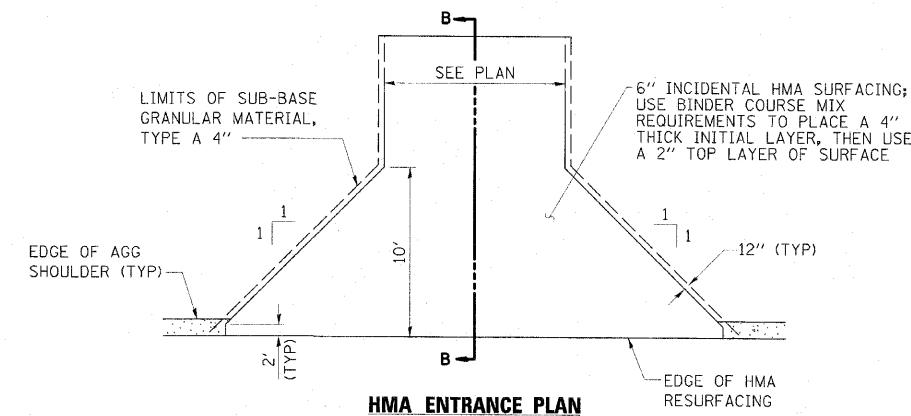 B
SEE PLAN
LIMITS OF SUB-BASE
GRANULAR MATERIAL,
TYPE A 4"
6" INCIDENTAL HMA SURFACING;
USE BINDER COURSE MIX
REQUIREMENTS TO PLACE A 4"
THICK INITIAL LAYER, THEN USE
A 2" TOP LAYER OF SURFACE
1
1
1
1
10'
EDGE OF AGG
SHOULDER (TYP)
12" (TYP)
2'
(TYP)
B
EDGE OF HMA
RESURFACING
HMA ENTRANCE PLAN